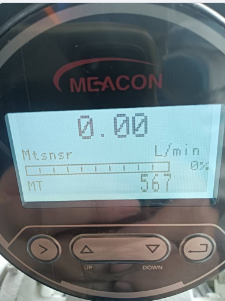 MEACON
0.00
Mtsnsr L/min
0%
MT 567
UP DOWN